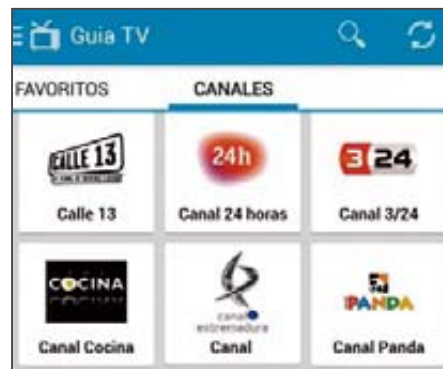 Guia TV
FAVORITOS CANALES
CALLE 13 24h 3 24
Calle 13 Canal 24 horas Canal 3/24
COCINA canal extremadura PANDA
Canal Cocina Canal Canal Panda